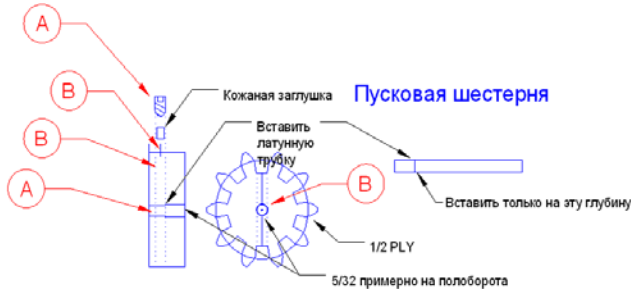 A
B
Кожаная заглушка
Пусковая шестерня
B
Вставить
латунную
трубку
A
B
Вставить только на эту глубину
1/2 PLY
5/32 примерно на полоборота